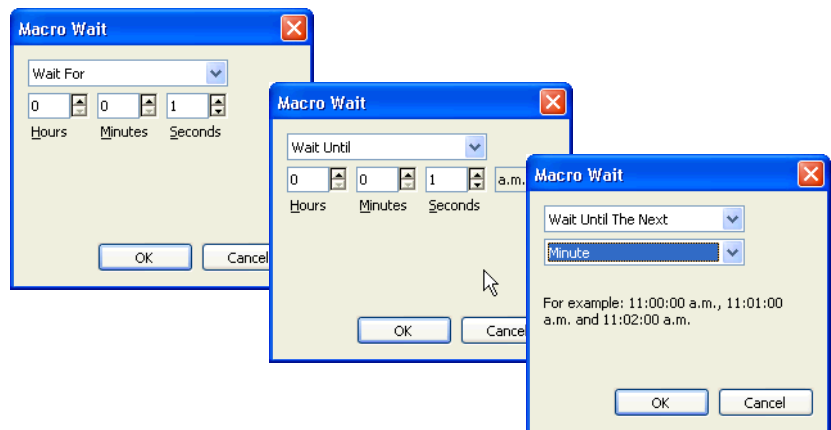 Macro Wait
Wait For
0 0 1
Hours Minutes Seconds
OK Cancel
Macro Wait
Wait Until
0 0 1 a.m.
Hours Minutes Seconds
OK Cance
Macro Wait
Wait Until The Next
Minute
For example: 11:00:00 a.m., 11:01:00
a.m. and 11:02:00 a.m.
OK Cancel